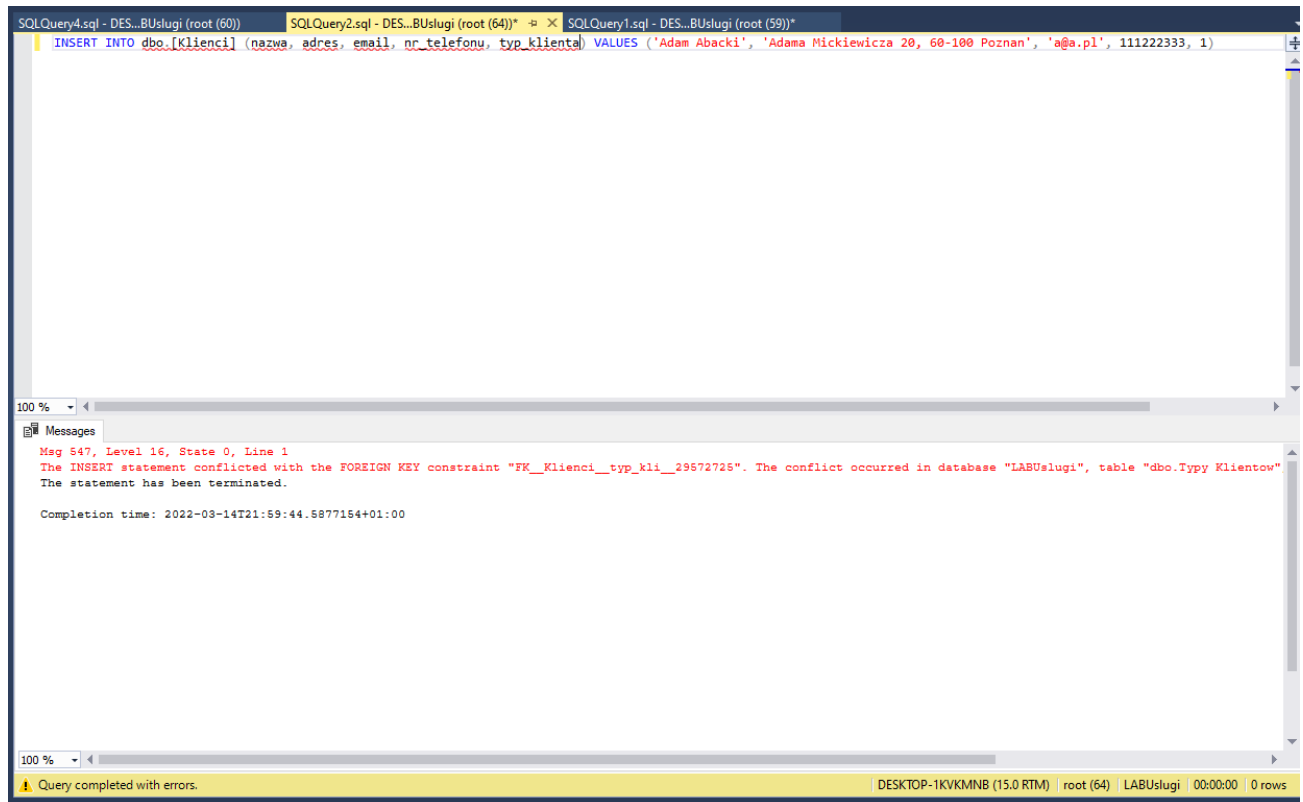 SQLQuery4.sql - DES...BUslugi (root (60))
SQLQuery2.sql - DES...BUslugi (root (64))*
SQLQuery1.sql - DES...BUslugi (root (59))*
INSERT INTO dbo.[Klienci] (nazwa, adres, email, nr_telefonu, typ_klienta) VALUES ('Adam Abacki', 'Adama Mickiewicza 20, 60-100 Poznan', 'a@a.pl', 111222333, 1)
100 %
Messages
Msg 547, Level 16, State 0, Line 1
The INSERT statement conflicted with the FOREIGN KEY constraint "FK__Klienci__typ_kli__29572725". The conflict occurred in database "LABUslugi", table "dbo.Typy Klientow"
The statement has been terminated.
Completion time: 2022-03-14T21:59:44.5877154+01:00
100 %
Query completed with errors.
DESKTOP-1KVKMNB (15.0 RTM)
root (64)
LABUslugi
00:00:00
0 rows